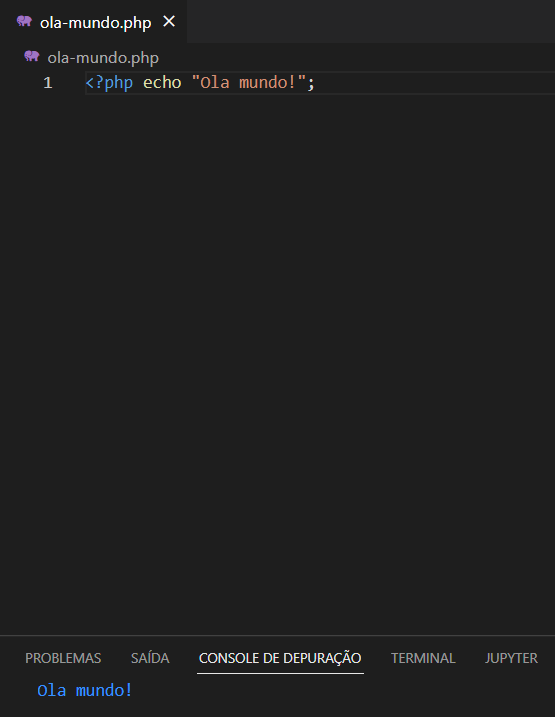 ola-mundo.php
ola-mundo.php
1 <?php echo "Ola mundo!";
PROBLEMAS SAÍDA CONSOLE DE DEPURAÇÃO TERMINAL JUPYTER
Ola mundo!